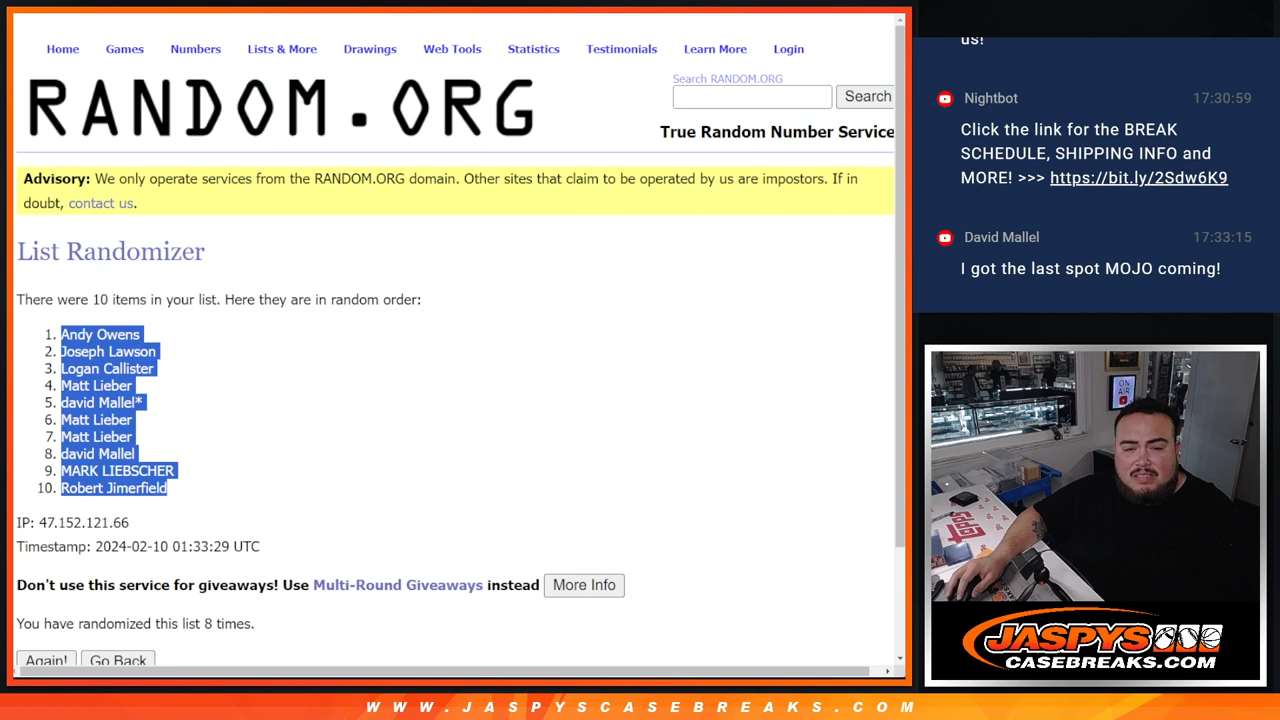 Home Games Numbers Lists & More Drawings Web Tools Statistics Testimonials Learn More Login
RANDOM.ORG
Search RANDOM.ORG
Search
True Random Number Service
Advisory: We only operate services from the RANDOM.ORG domain. Other sites that claim to be operated by us are impostors. If in
doubt, contact us.
List Randomizer
There were 10 items in your list. Here they are in random order:
1. Andy Owens
2. Joseph Lawson
3. Logan Callister
4. Matt Lieber
5. david Mallel*
6. Matt Lieber
7. Matt Lieber
8. david Mallel
9. MARK LIEBSCHER
10. Robert Jimerfield
IP: 47.152.121.66
Timestamp: 2024-02-10 01:33:29 UTC
Don't use this service for giveaways! Use Multi-Round Giveaways instead More Info
You have randomized this list 8 times.
Again! Go Back
us!
Nightbot 17:30:59
Click the link for the BREAK
SCHEDULE, SHIPPING INFO and
MORE! >>> https://bit.ly/2Sdw6K9
David Mallel 17:33:15
I got the last spot MOJO coming!
ON
AIR
topps
JASPYS
CASEBREAKS.COM
WWW.JASPYSCASEBREAKS.COM